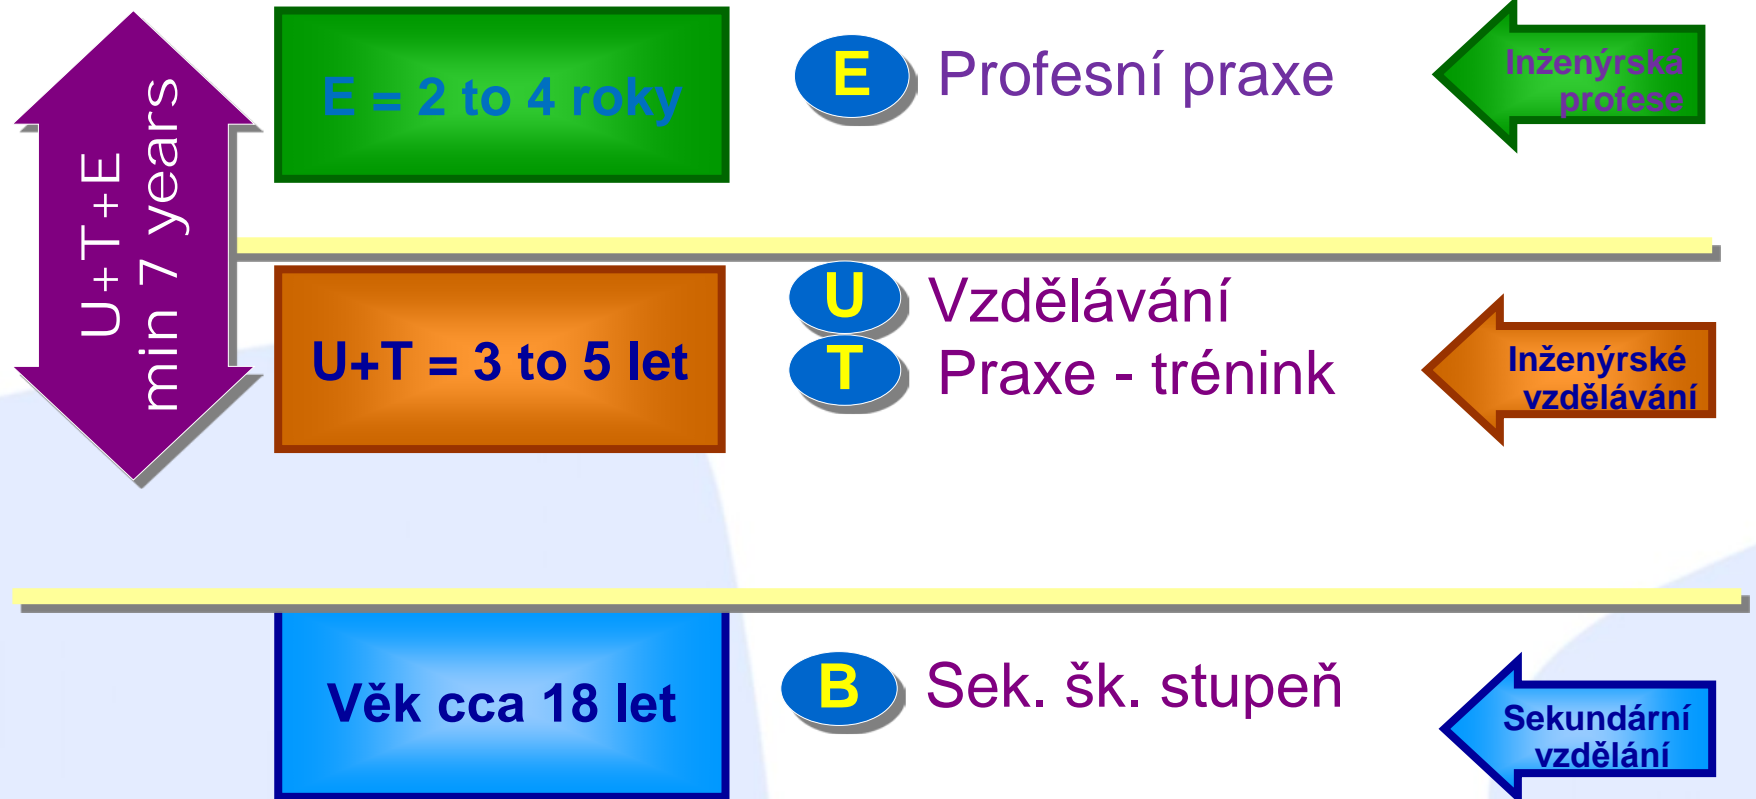 U+T+E
min 7 years
E = 2 to 4 roky
E Profesní praxe
Inženýrská
profese
U+T = 3 to 5 let
U Vzdělávání
T Praxe - trénink
Inženýrské
vzdělávání
Věk cca 18 let
B Sek. šk. stupeň
Sekundární
vzdělání